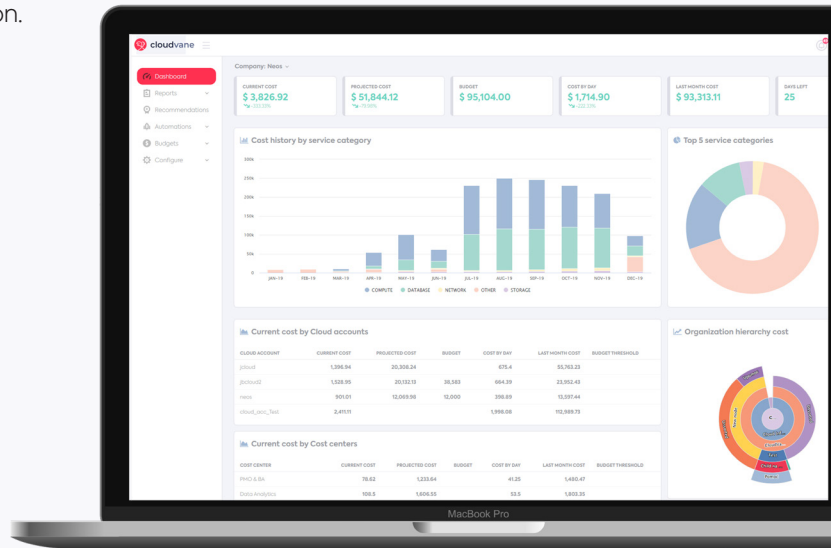 on.
cloudvane
Company: Neos
Dashboard
Reports
Recommendations
Automations
Budgets
Configure
CURRENT COST
$ 3,826.92
PROJECTED COST
$ 51,844.12
BUDGET
$ 95,104.00
COST BY DAY
$ 1,714.90
LAST MONTH COST
$ 93,313.11
DAYS LEFT
25
Cost history by service category
300k
250k
200k
150k
100k
50k
0
JAN-19 FEB-19 MAR-19 APR-19 MAY-19 JUN-19 JUL-19 AUG-19 SEP-19 OCT-19 NOV-19 DEC-19
COMPUTE DATABASE NETWORK OTHER STORAGE
Top 5 service categories
Current cost by Cloud accounts
CLOUD ACCOUNT CURRENT COST PROJECTED COST BUDGET COST BY DAY LAST MONTH COST BUDGET THRESHOLD
jcloud 1,396.94 20,308.24 675.4 55,763.23
jbcloud2 1,528.95 20,132.13 38,583 664.39 23,552.43
neos 901.01 12,069.98 12,000 398.89 13,597.44
cloud_acc_Test 2,411.11 1,998.08 112,989.73
Organization hierarchy cost
Current cost by Cost centers
COST CENTER CURRENT COST PROJECTED COST BUDGET COST BY DAY LAST MONTH COST BUDGET THRESHOLD
PMO & BA 78.62 1,233.64 41.25 1,480.47
Data Analytics 108.5 1,606.55 53.5 1,803.35
MacBook Pro